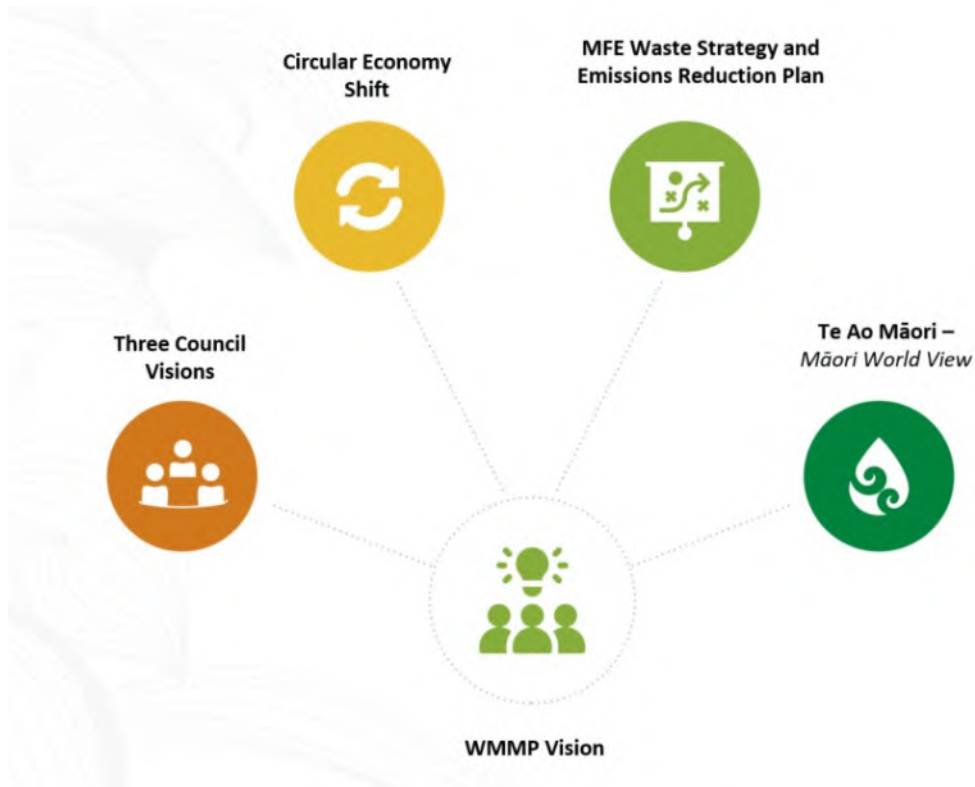 Circular Economy
Shift
MFE Waste Strategy and
Emissions Reduction Plan
Three Council
Visions
Te Ao Māori –
Māori World View
WMMP Vision